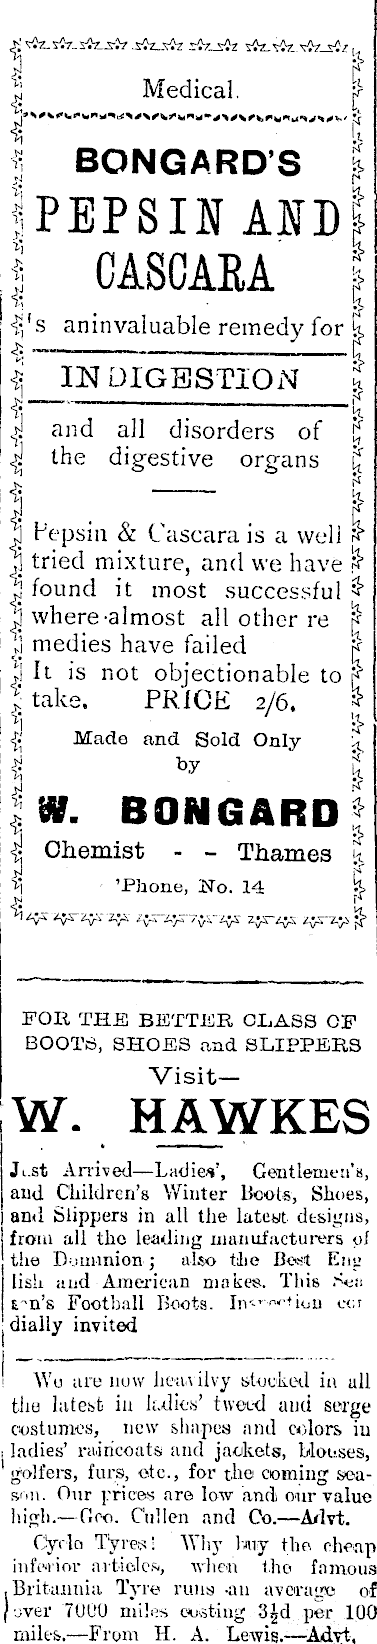 Medical.
BONGARD'S
PEPSIN AND
CASCARA
's aninvaluable remedy for
INDIGESTION
and all disorders of
the digestive organs
Pepsin & Cascara is a well
tried mixture, and we have
found it most successful
where almost all other re
medies have failed
It is not objectionable to
take. PRICE 2/6.
Made and Sold Only
by
W. BONGARD
Chemist - - Thames
'Phone, No. 14
FOR THE BETTER CLASS OF
BOOTS, SHOES and SLIPPERS
Visit—
W. HAWKES
Just Arrived—Ladies', Gentlemen's,
and Children's Winter Boots, Shoes,
and Slippers in all the latest designs,
from all the leading manufacturers of
the Dominion; also the Best Eng
lish and American makes. This Sea
son's Football Boots. Inspection cor
dially invited
We are now heavilvy stocked in all
the latest in ladies' tweed and serge
costumes, new shapes and colors in
ladies' raincoats and jackets, blouses,
golfers, furs, etc., for the coming sea-
son. Our prices are low and our value
high.—Geo. Cullen and Co.—Advt.
Cycle Tyres! Why buy the cheap
inferior articles, when the famous
Britannia Tyre runs an average of
over 7000 miles costing 3½d per 100
miles.—From H. A. Lewis.—Advt.